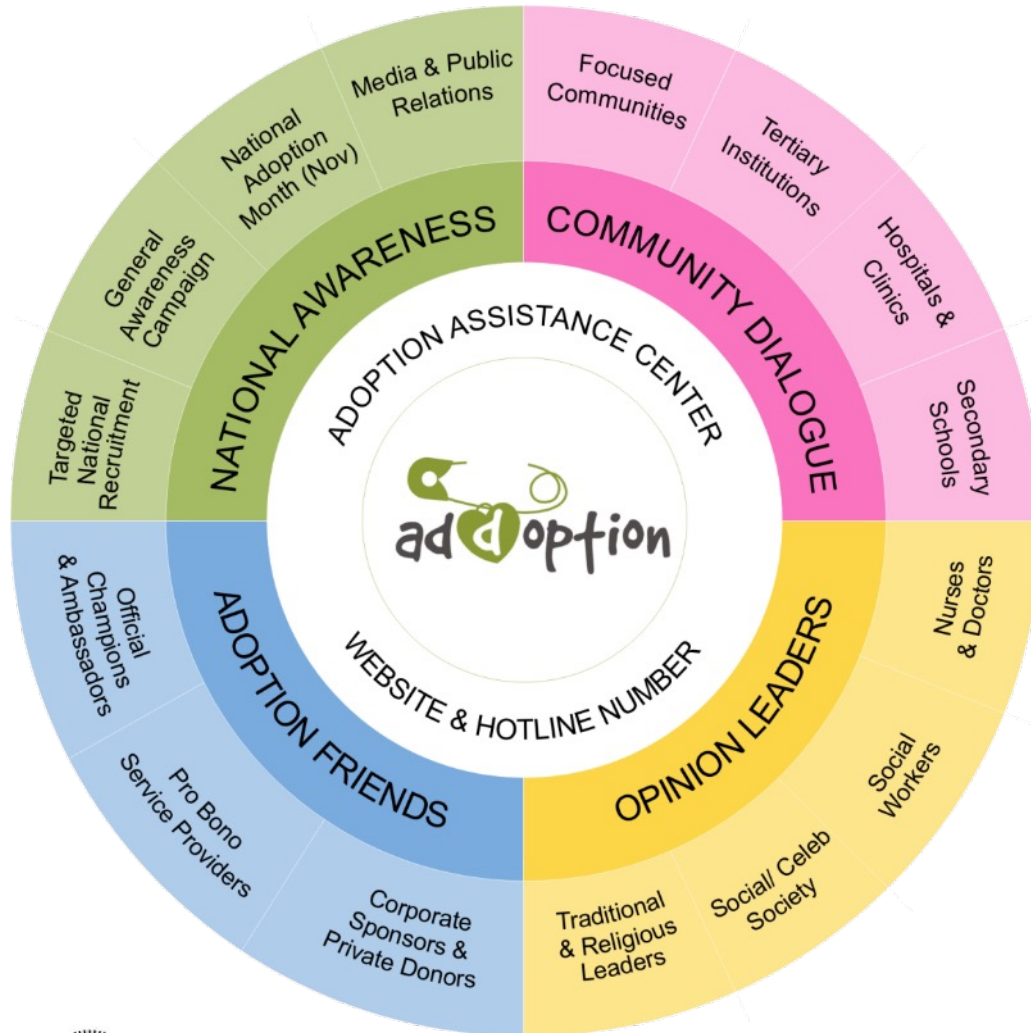 Media & Public
Relations
National
Adoption
Month (Nov)
General
Awareness
Campaign
Targeted
National
Recruitment
NATIONAL AWARENESS
Focused
Communities
Tertiary
Institutions
Hospitals &
Clinics
Secondary
Schools
COMMUNITY DIALOGUE
ADOPTION ASSISTANCE CENTER
addoption
WEBSITE & HOTLINE NUMBER
ADOPTION FRIENDS
Official
Champions
& Ambassadors
Pro Bono
Service Providers
Corporate
Sponsors &
Private Donors
OPINION LEADERS
Nurses
& Doctors
Social
Workers
Social/ Celeb
Society
Traditional
& Religious
Leaders